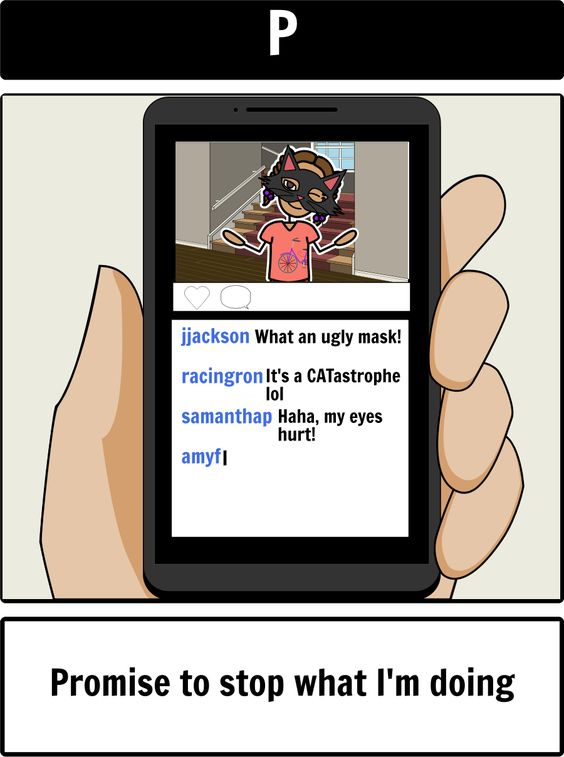 P
jjackson What an ugly mask!
racingron It's a CATastrophe
lol
samanthap Haha, my eyes
hurt!
amyf
Promise to stop what I'm doing